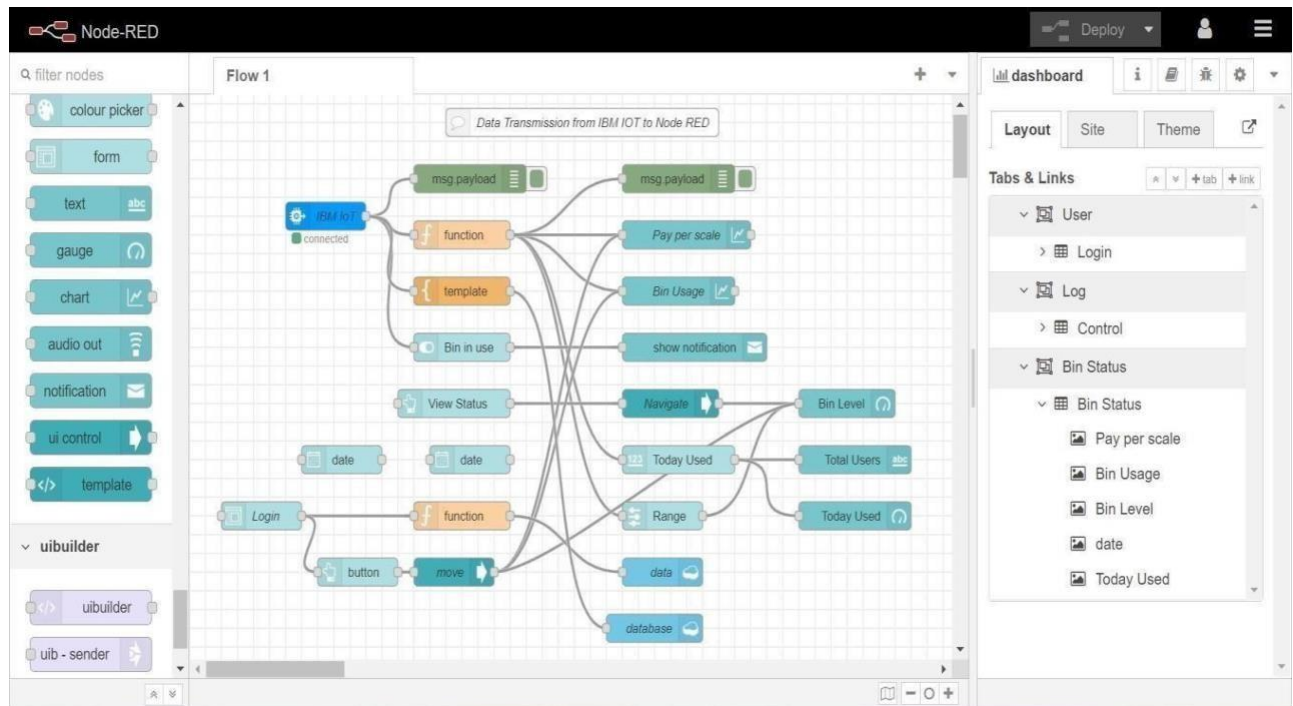 Node-RED
Deploy
filter nodes
Flow 1
dashboard
i
colour picker
form
text
abc
gauge
chart
audio out
notification
ui control
template
uibuilder
uibuilder
uib - sender
Data Transmission from IBM IOT to Node RED
IBM IoT
connected
msg.payload
msg.payload
function
Pay per scale
template
Bin Usage
Bin in use
show notification
View Status
Navigate
Bin Level
date
date
123
Today Used
Total Users
abc
Login
function
Range
Today Used
button
move
data
database
Layout
Site
Theme
Tabs & Links
+ tab
+ link
User
Login
Log
Control
Bin Status
Bin Status
Pay per scale
Bin Usage
Bin Level
date
Today Used